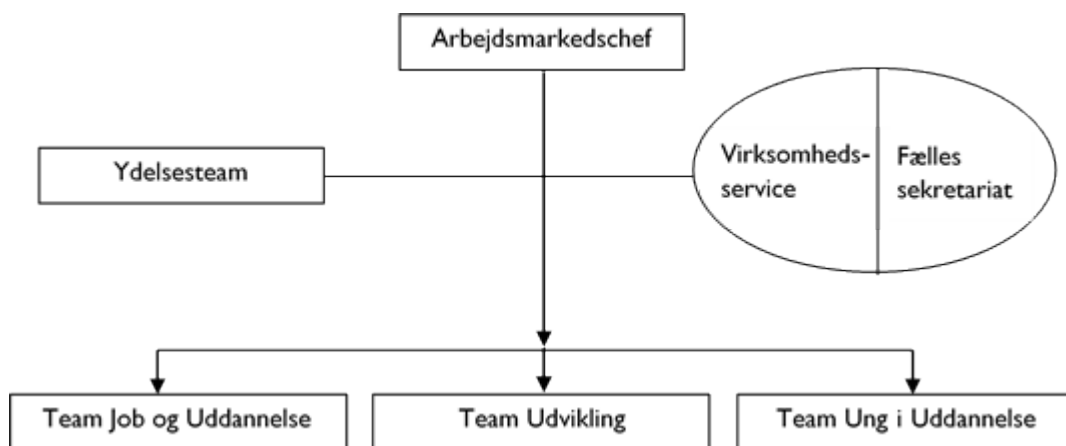 Arbejdsmarkedschef
Ydelsesteam
Virksomheds-
service
Fælles
sekretariat
Team Job og Uddannelse
Team Udvikling
Team Ung i Uddannelse